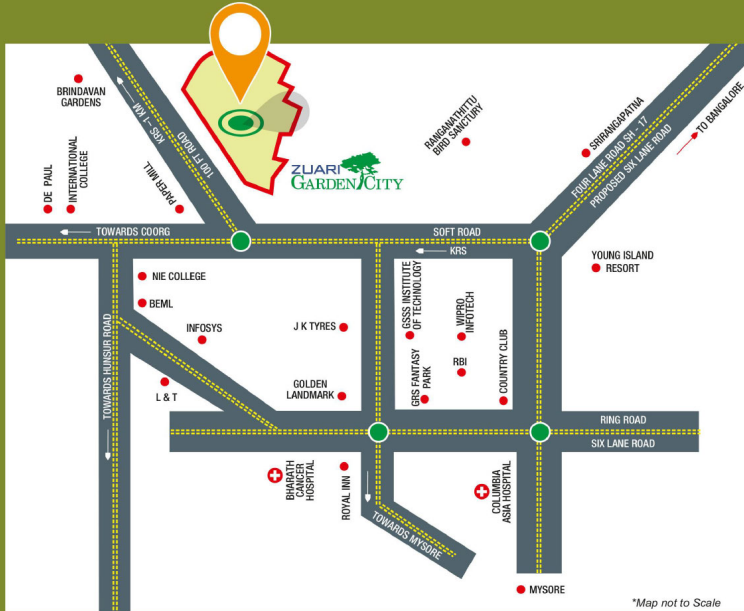 BRINDAVAN
GARDENS
KRS ~1 KM
100 FT ROAD
DE PAUL
INTERNATIONAL
COLLEGE
PAPER MILL
ZUARI
GARDEN CITY
RANGANATHITTU
BIRD SANCTURY
SRIRANGAPATNA
FOUR LANE ROAD SH - 17
PROPOSED SIX LANE ROAD
TO BANGALORE
TOWARDS COORG
SOFT ROAD
KRS
YOUNG ISLAND
RESORT
NIE COLLEGE
BEML
INFOSYS
L & T
TOWARDS HUNSUR ROAD
J K TYRES
GOLDEN
LANDMARK
GSSS INSTITUTE
OF TECHNOLOGY
WIPRO
INFOTECH
RBI
GRS FANTASY
PARK
COUNTRY CLUB
RING ROAD
SIX LANE ROAD
BHARATH
CANCER
HOSPITAL
ROYAL INN
TOWARDS MYSORE
COLUMBIA
ASIA HOSPITAL
MYSORE
*Map not to Scale